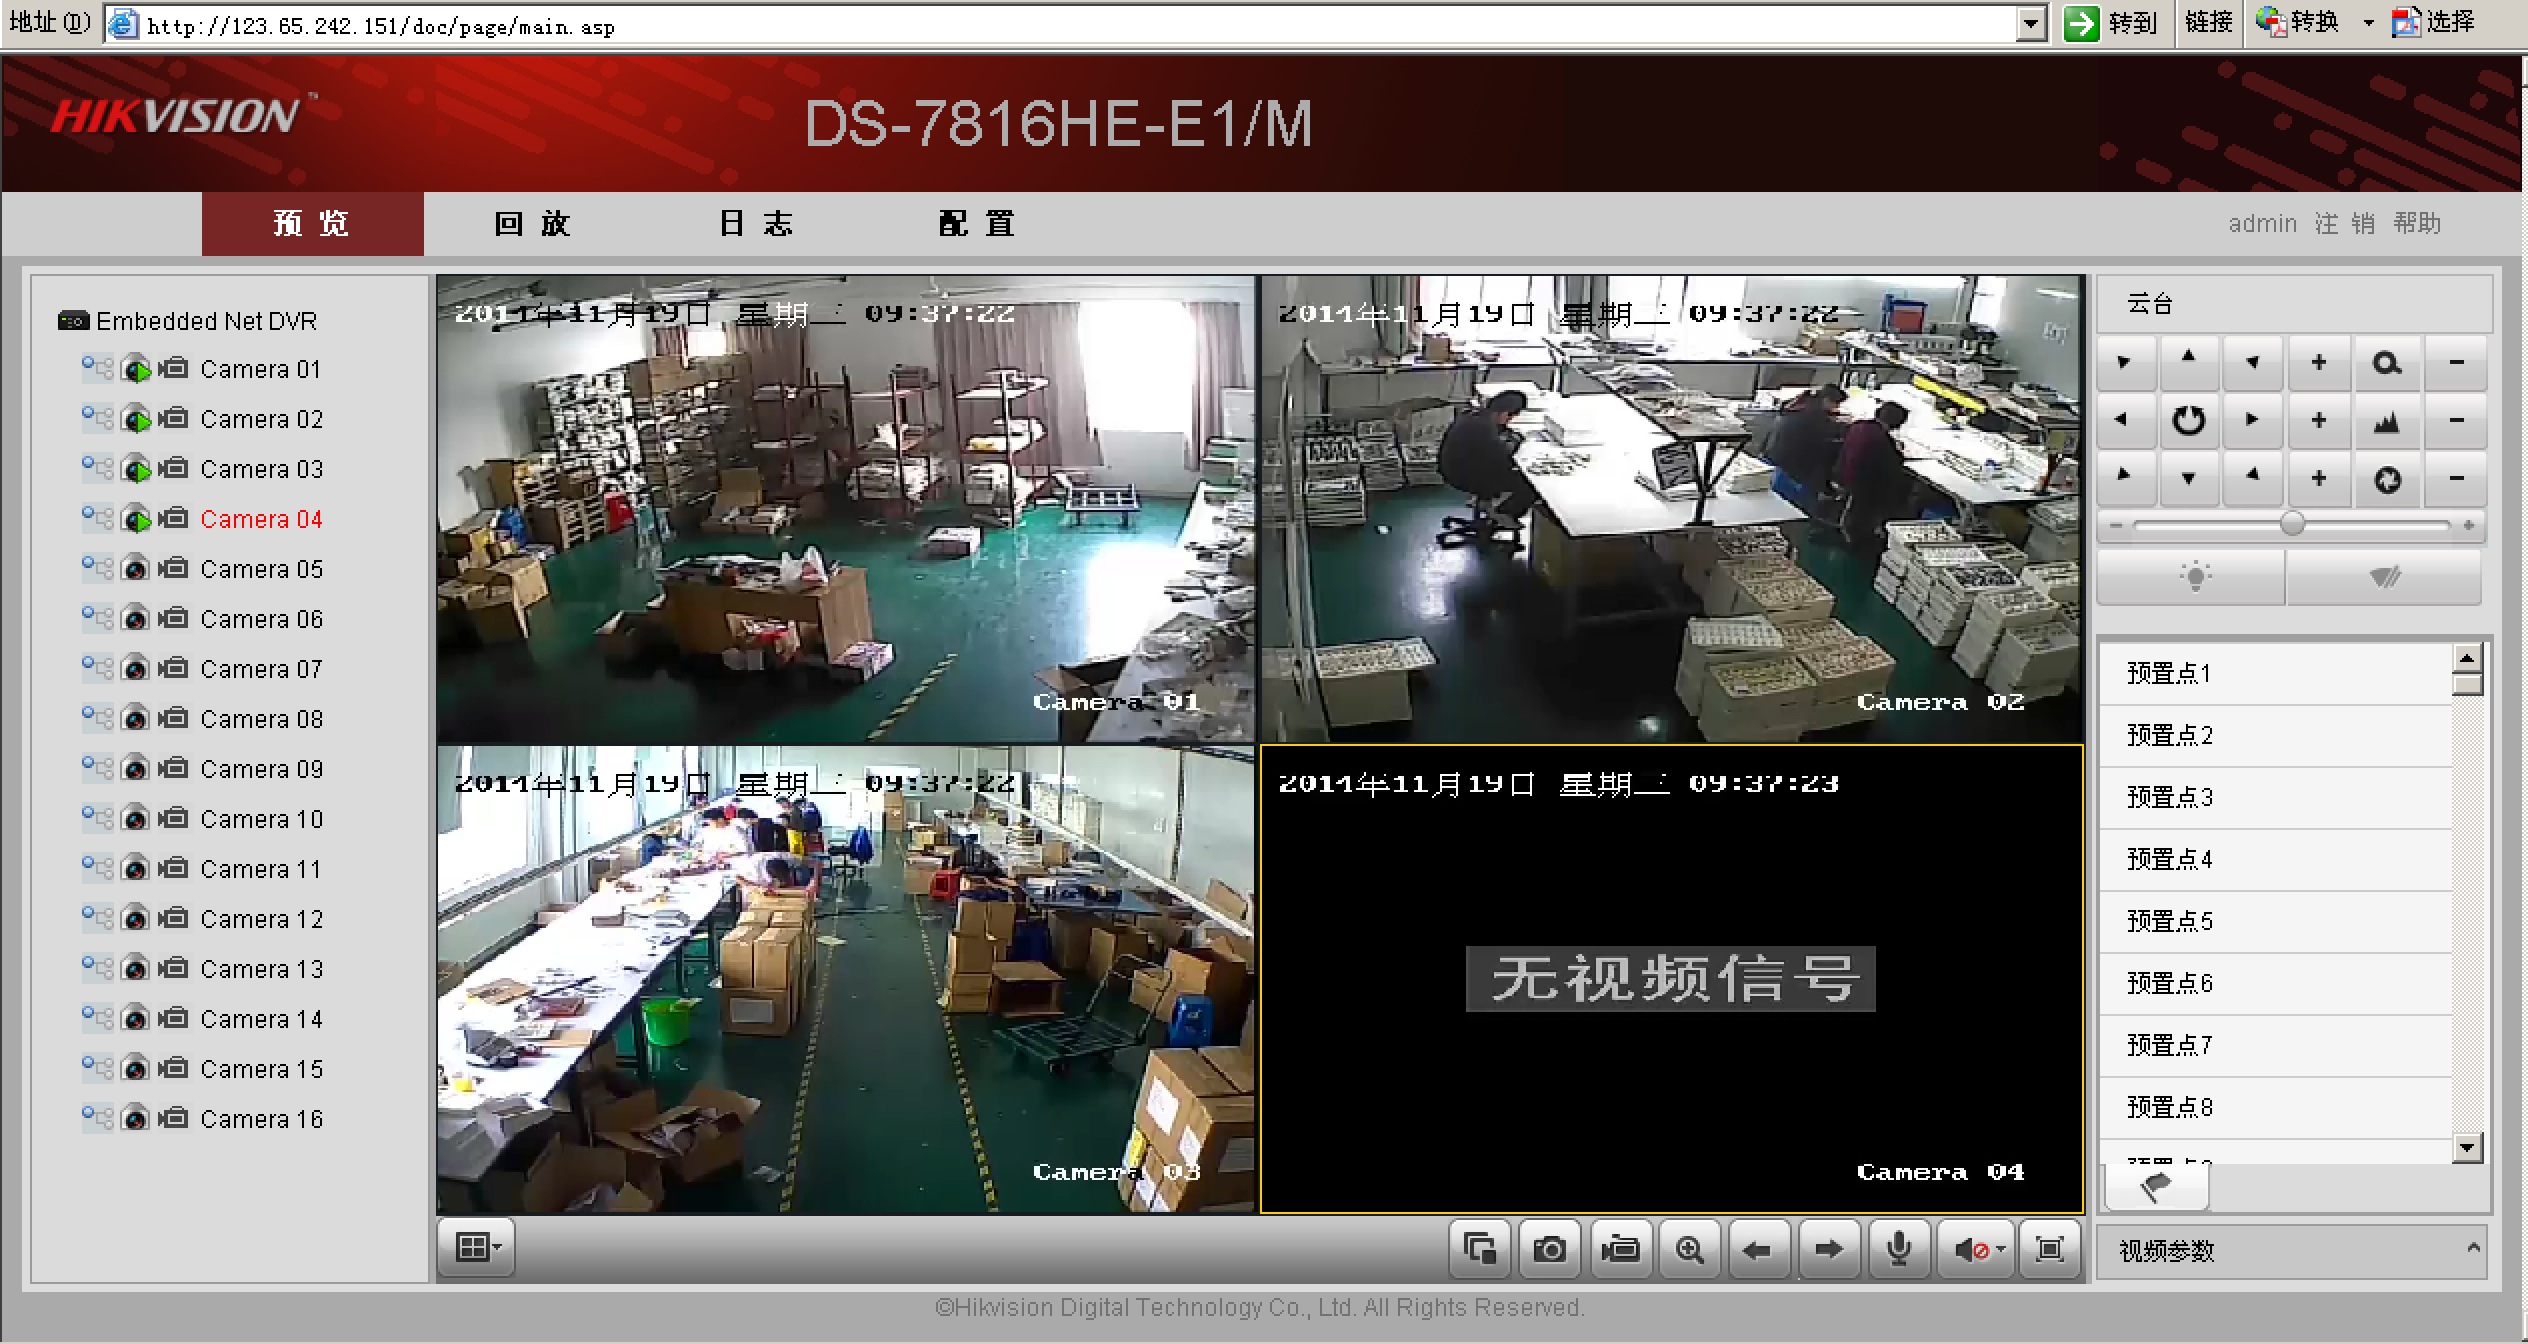 地址(D) http://123.65.242.151/doc/page/main.asp 转到 链接 转换 选择
HIKVISION™ DS-7816HE-E1/M
预览 回放 日志 配置 admin 注销 帮助
Embedded Net DVR
Camera 01
Camera 02
Camera 03
Camera 04
Camera 05
Camera 06
Camera 07
Camera 08
Camera 09
Camera 10
Camera 11
Camera 12
Camera 13
Camera 14
Camera 15
Camera 16
2014年11月19日 星期三 09:37:22
Camera 01
2014年11月19日 星期三 09:37:22
Camera 02
2014年11月19日 星期三 09:37:22
Camera 03
2014年11月19日 星期三 09:37:23
无视频信号
Camera 04
云台
预置点1
预置点2
预置点3
预置点4
预置点5
预置点6
预置点7
预置点8
视频参数
©Hikvision Digital Technology Co., Ltd. All Rights Reserved.